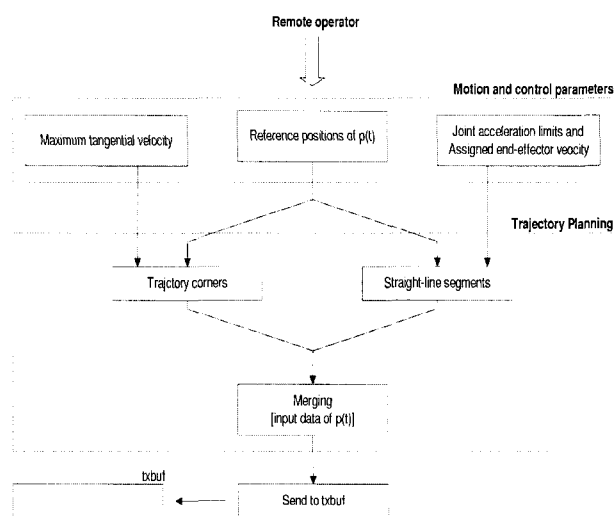 Remote operator
Motion and control parameters
Maximum tangential velocity
Reference positions of p(t)
Joint acceleration limits and
Assigned end-effector veocity
Trajectory Planning
Trajctory corners
Straight-line segments
Merging
[input data of p(t)]
txbuf
Send to txbuf